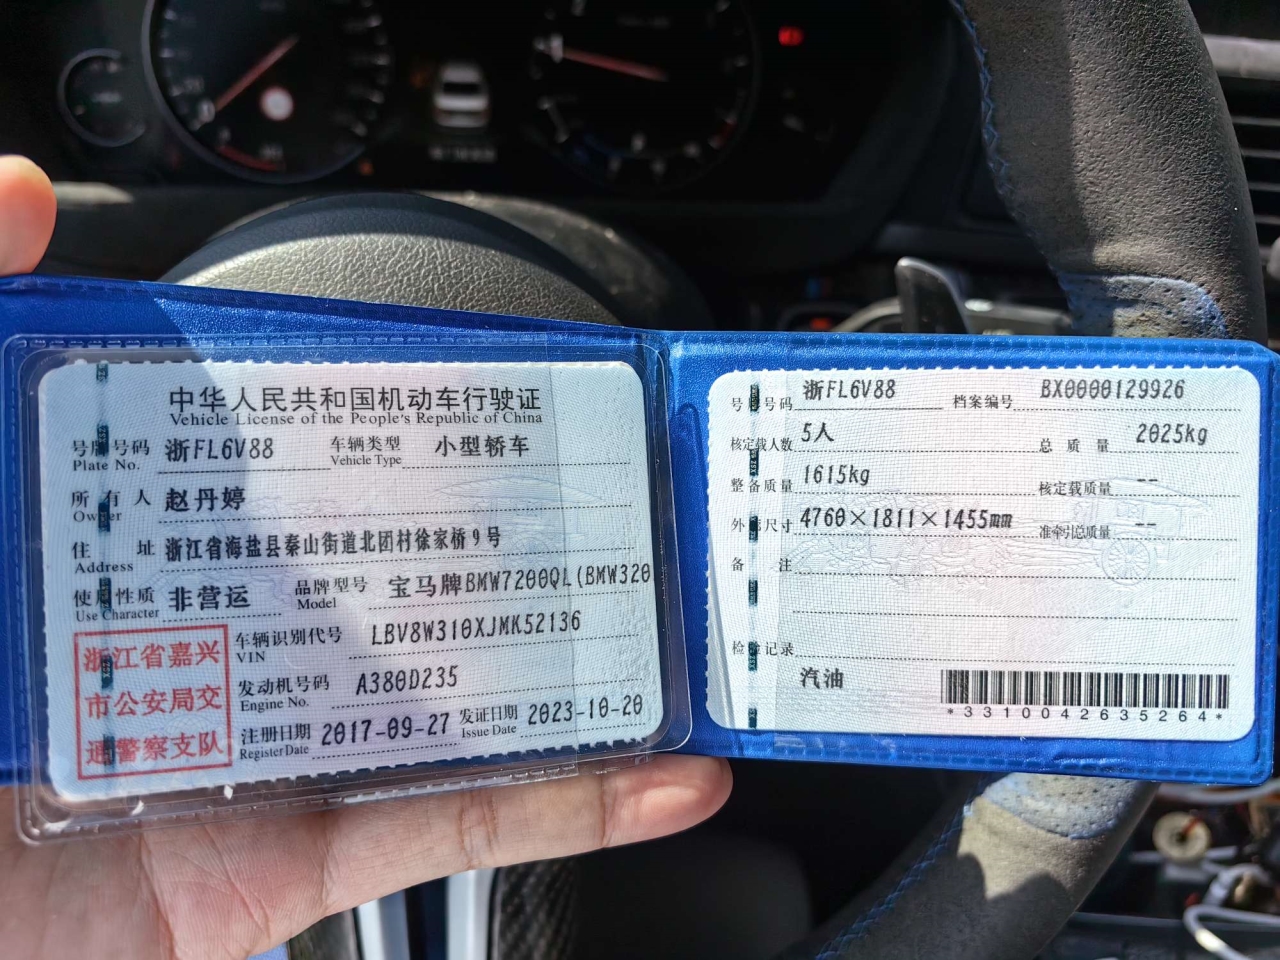 中华人民共和国机动车行驶证
Vehicle License of the People's Republic of China
号牌号码 浙FL6V88 车辆类型 小型轿车
Plate No. Vehicle Type
所有人 赵丹婷
Owner
住址 浙江省海盐县秦山街道北团村徐家桥9号
Address
使用性质 非营运 品牌型号 宝马牌BMW7200QL(BMW320
Use Character Model
浙江省嘉兴
市公安局交
通警察支队
车辆识别代号 LBV8W310XJMK52136
VIN
发动机号码 A380D235
Engine No.
注册日期 2017-09-27 发证日期 2023-10-20
Register Date Issue Date
号牌号码 浙FL6V88 档案编号 BX0000129926
核定载人数 5人 总质量 2025kg
整备质量 1615kg 核定载质量 --
外廓尺寸 4760×1811×1455mm 准牵引总质量 --
备注
检验记录
汽油
*3310042635264*